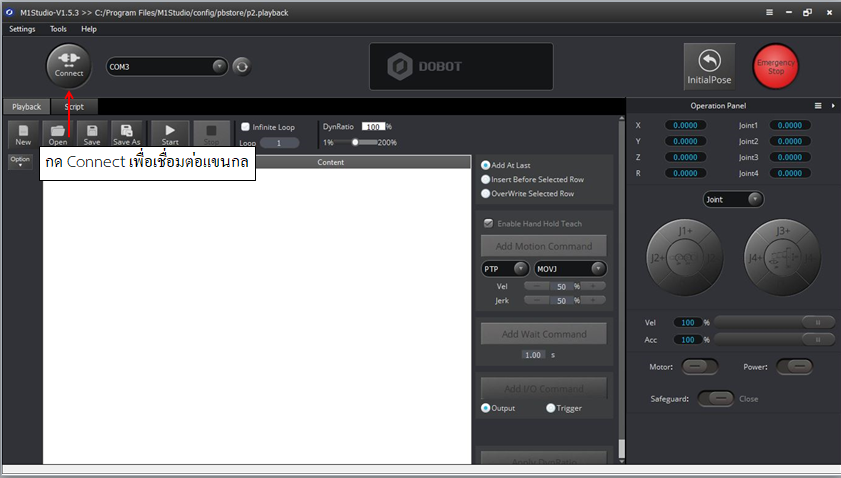 M1Studio-V1.5.3 >> C:/Program Files/M1Studio/config/pbstore/p2.playback
Settings Tools Help
Connect
COM3
DOBOT
InitialPose
Emergency
Stop
Playback Script
New Open Save Save As Start Stop
Infinite Loop
Loop 1
DynRatio 100 %
1% 200%
Option
กด Connect เพื่อเชื่อมต่อแขนกล
Content
Add At Last
Insert Before Selected Row
OverWrite Selected Row
Enable Hand Hold Teach
Add Motion Command
PTP MOVJ
Vel 50 %
Jerk 50 %
Add Wait Command
1.00 s
Add I/O Command
Output Trigger
Apply DynRatio
Operation Panel
X 0.0000 Joint1 0.0000
Y 0.0000 Joint2 0.0000
Z 0.0000 Joint3 0.0000
R 0.0000 Joint4 0.0000
Joint
J1+ J3+
J2+ J4+
Vel 100 %
Acc 100 %
Motor: Power:
Safeguard: Close